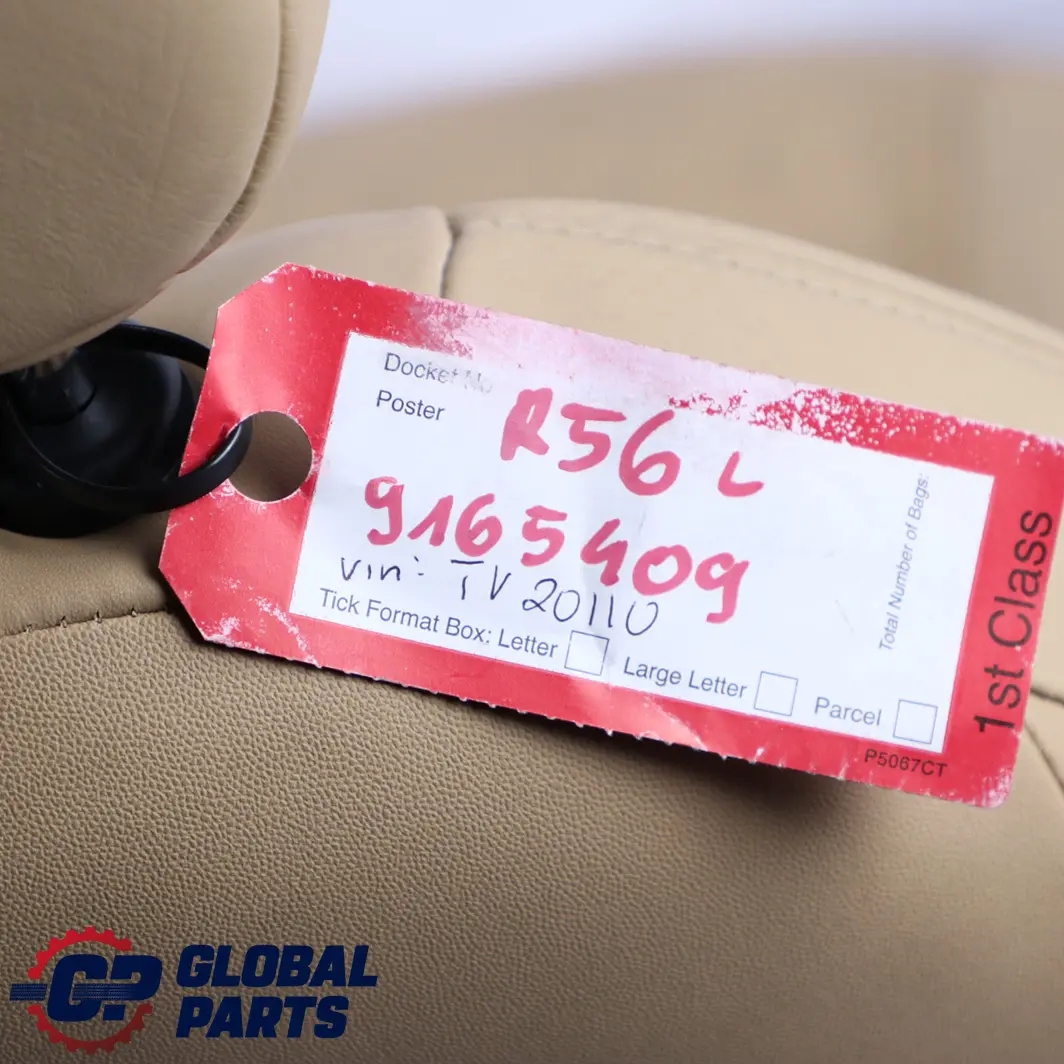 Docket No
Poster
R56 L
9165409
vin: TV20110
Tick Format Box: Letter Large Letter Parcel
Total Number of Bags:
1st Class
P5067CT
GP GLOBAL
PARTS